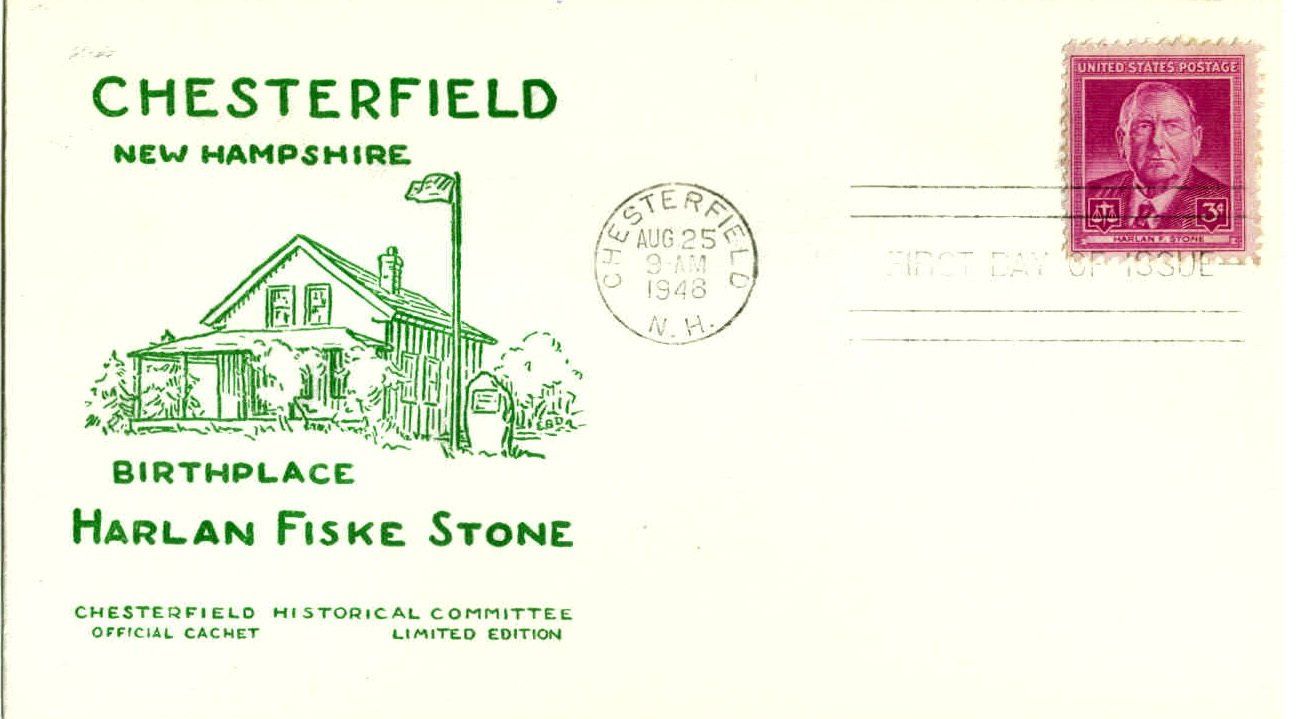 CHESTERFIELD
NEW HAMPSHIRE
BIRTHPLACE
HARLAN FISKE STONE
CHESTERFIELD HISTORICAL COMMITTEE
OFFICIAL CACHET LIMITED EDITION
CHESTERFIELD
AUG 25
9-AM
1948
N.H.
FIRST DAY OF ISSUE
UNITED STATES POSTAGE
3¢
HARLAN F. STONE